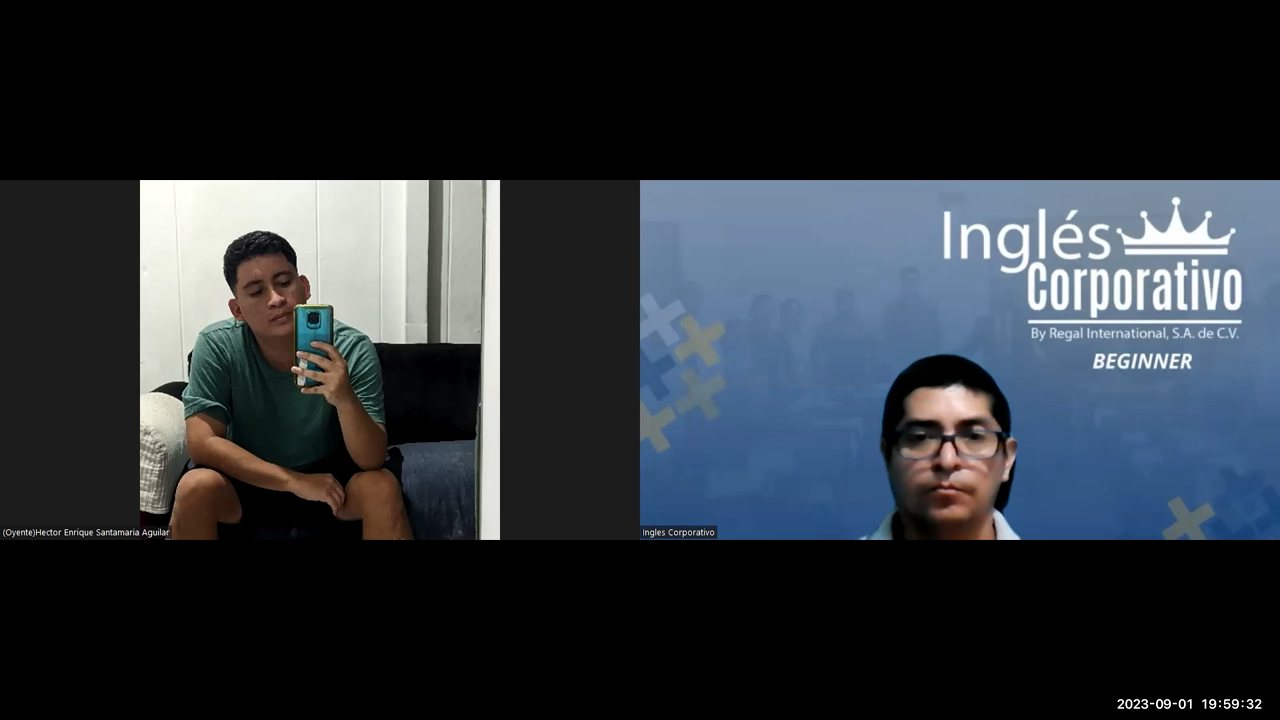 Inglés
Corporativo
By Regal International, S.A. de C.V.
BEGINNER
(Oyente)Hector Enrique Santamaria Aguilar
Ingles Corporativo
2023-09-01 19:59:32